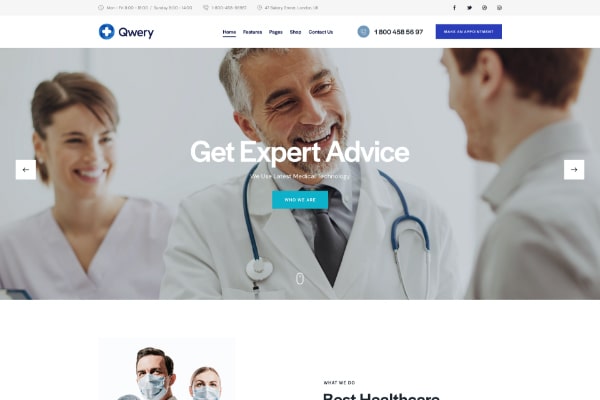 Mon - Fri 8:00 - 18:00 / Sunday 8:00 - 14:00
1-800-458-56987
47 Bakery Street, London, UK
Qwery
Home Features Pages Shop Contact Us
1 800 458 56 97
MAKE AN APPOINTMENT
Get Expert Advice
We Use Latest Medical Technology
WHO WE ARE
WHAT WE DO
Best Healthcare